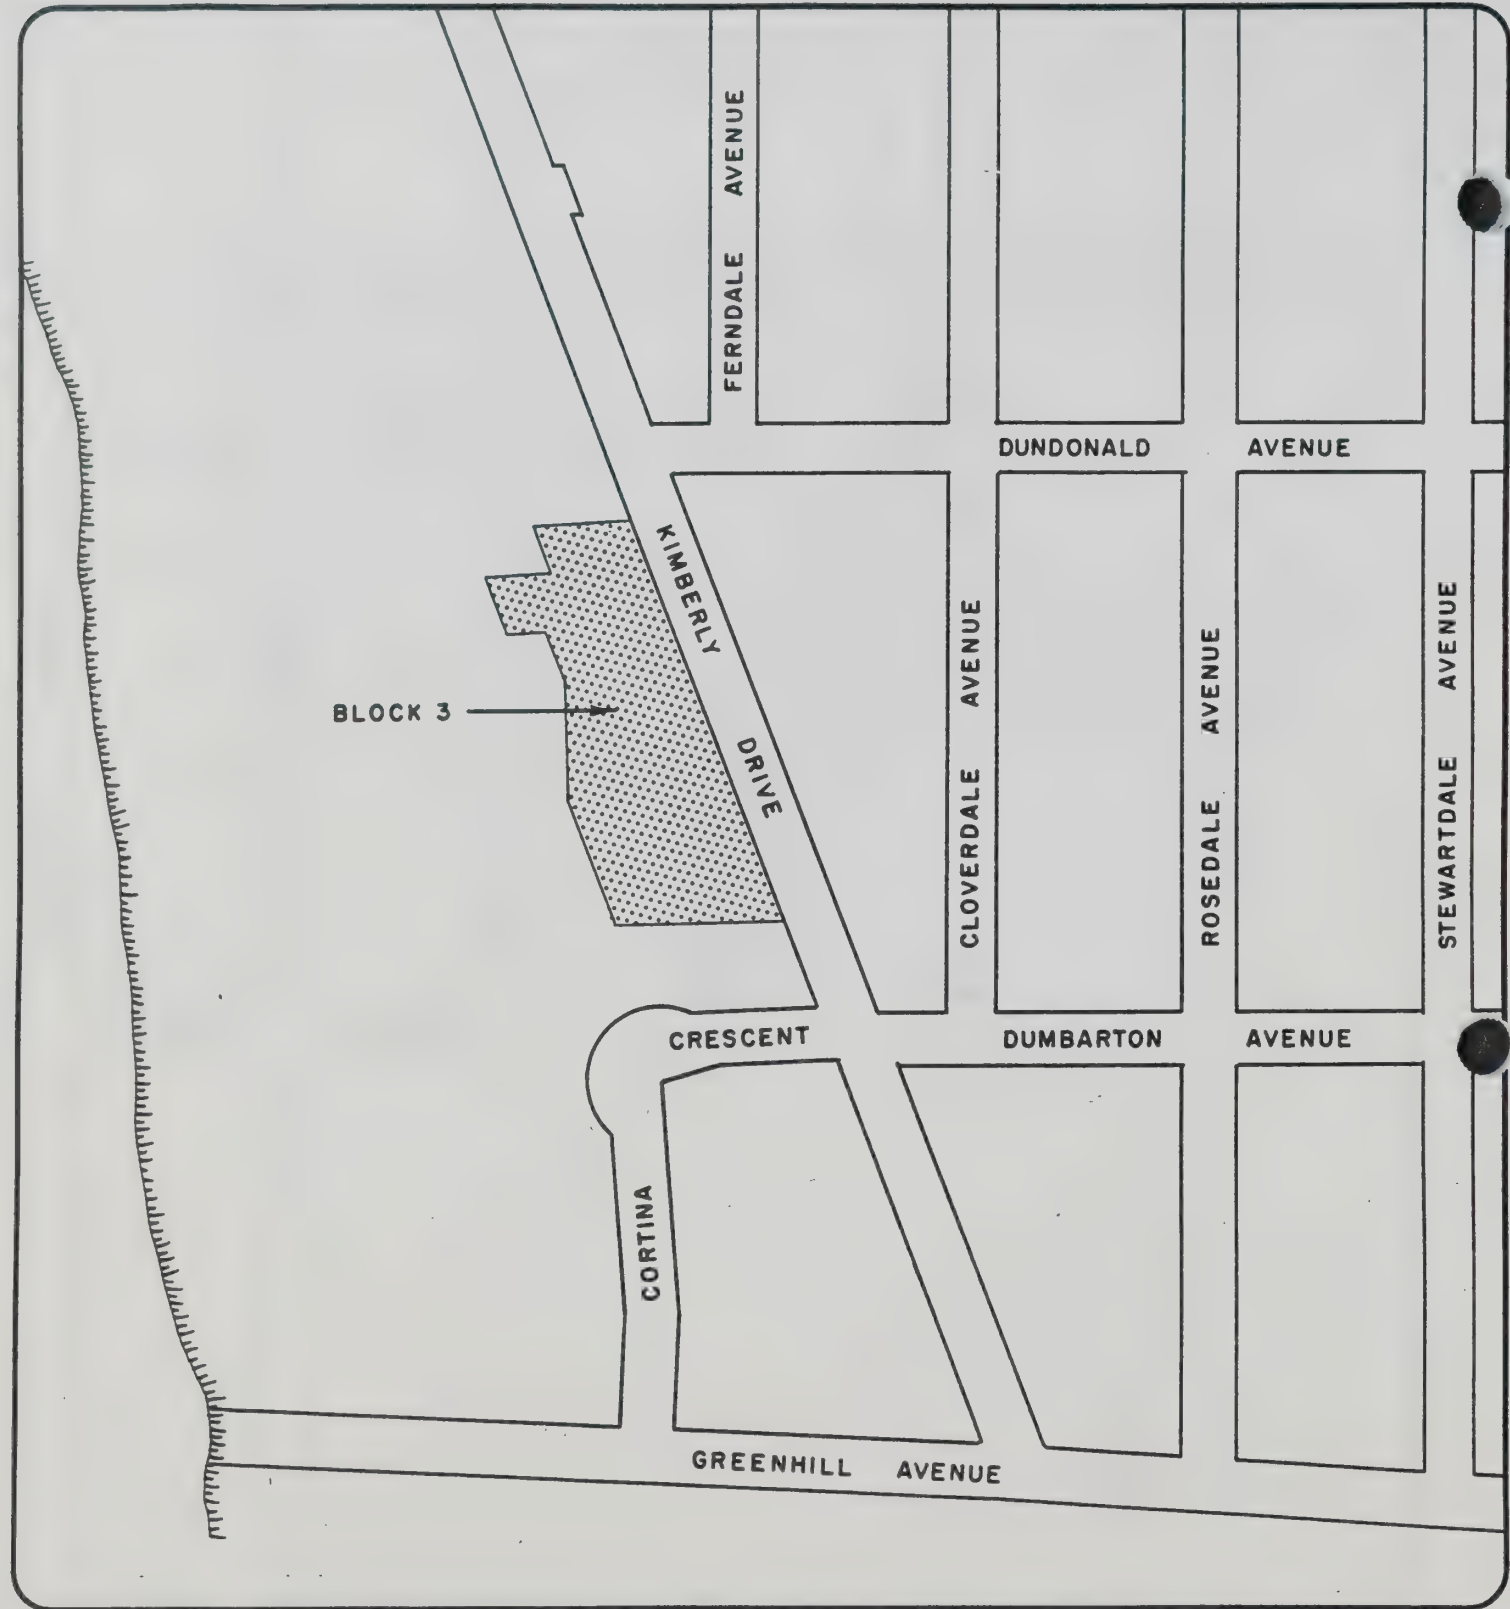 FERNDALE AVENUE
DUNDONALD AVENUE
KIMBERLY DRIVE
BLOCK 3
CLOVERDALE AVENUE
ROSEDALE AVENUE
STEWARTDALE AVENUE
CRESCENT
DUMBARTON AVENUE
CORTINA
GREENHILL AVENUE